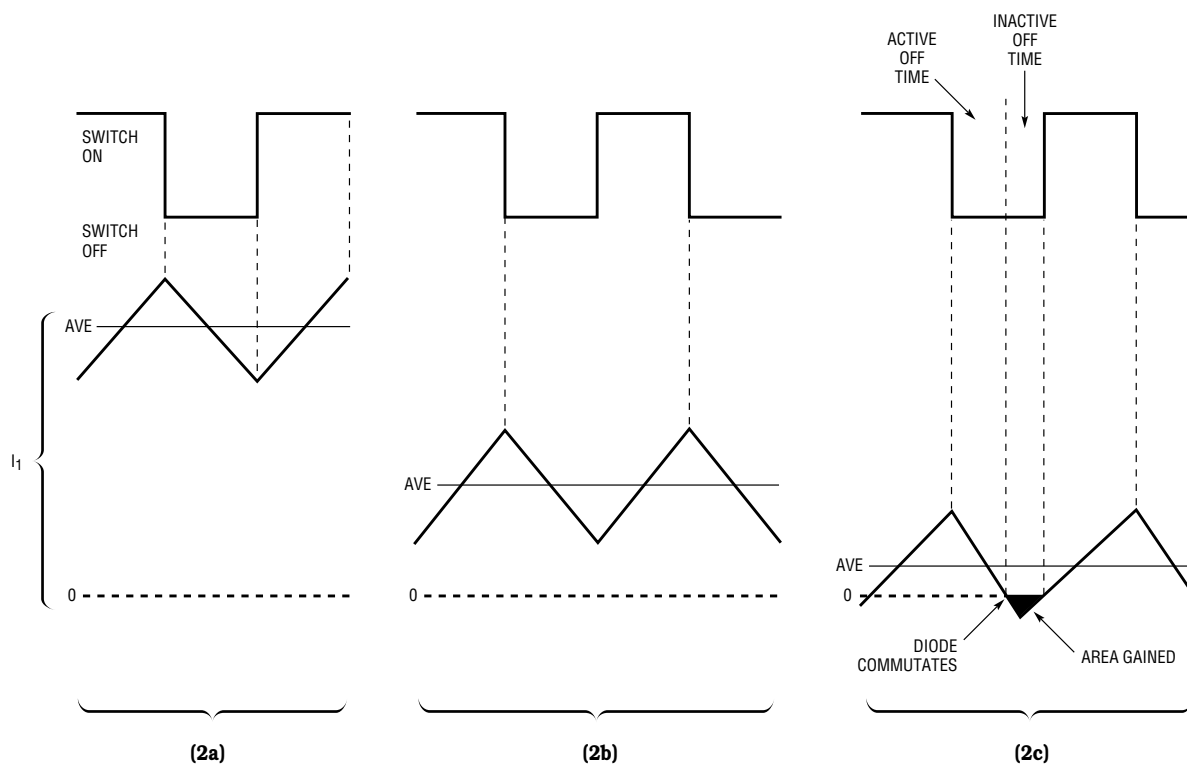 INACTIVE
OFF
TIME
ACTIVE
OFF
TIME
SWITCH
ON
SWITCH
OFF
AVE
I1
0
AVE
AVE
0
DIODE
COMMUTATES
AREA GAINED
(2a)
(2b)
(2c)